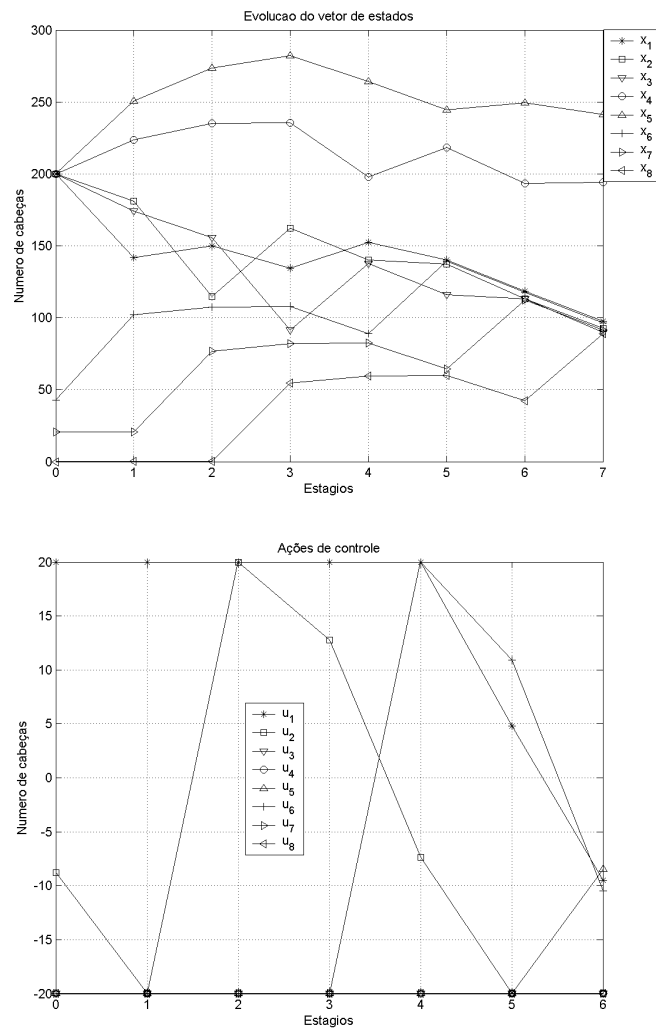 Evolucao do vetor de estados
300
250
200
150
100
50
0
Numero de cabeças
0 1 2 3 4 5 6 7
Estagios
x1
x2
x3
x4
x5
x6
x7
x8
Ações de controle
20
15
10
5
0
-5
-10
-15
-20
Numero de cabeças
u1
u2
u3
u4
u5
u6
u7
u8
0 1 2 3 4 5 6
Estagios